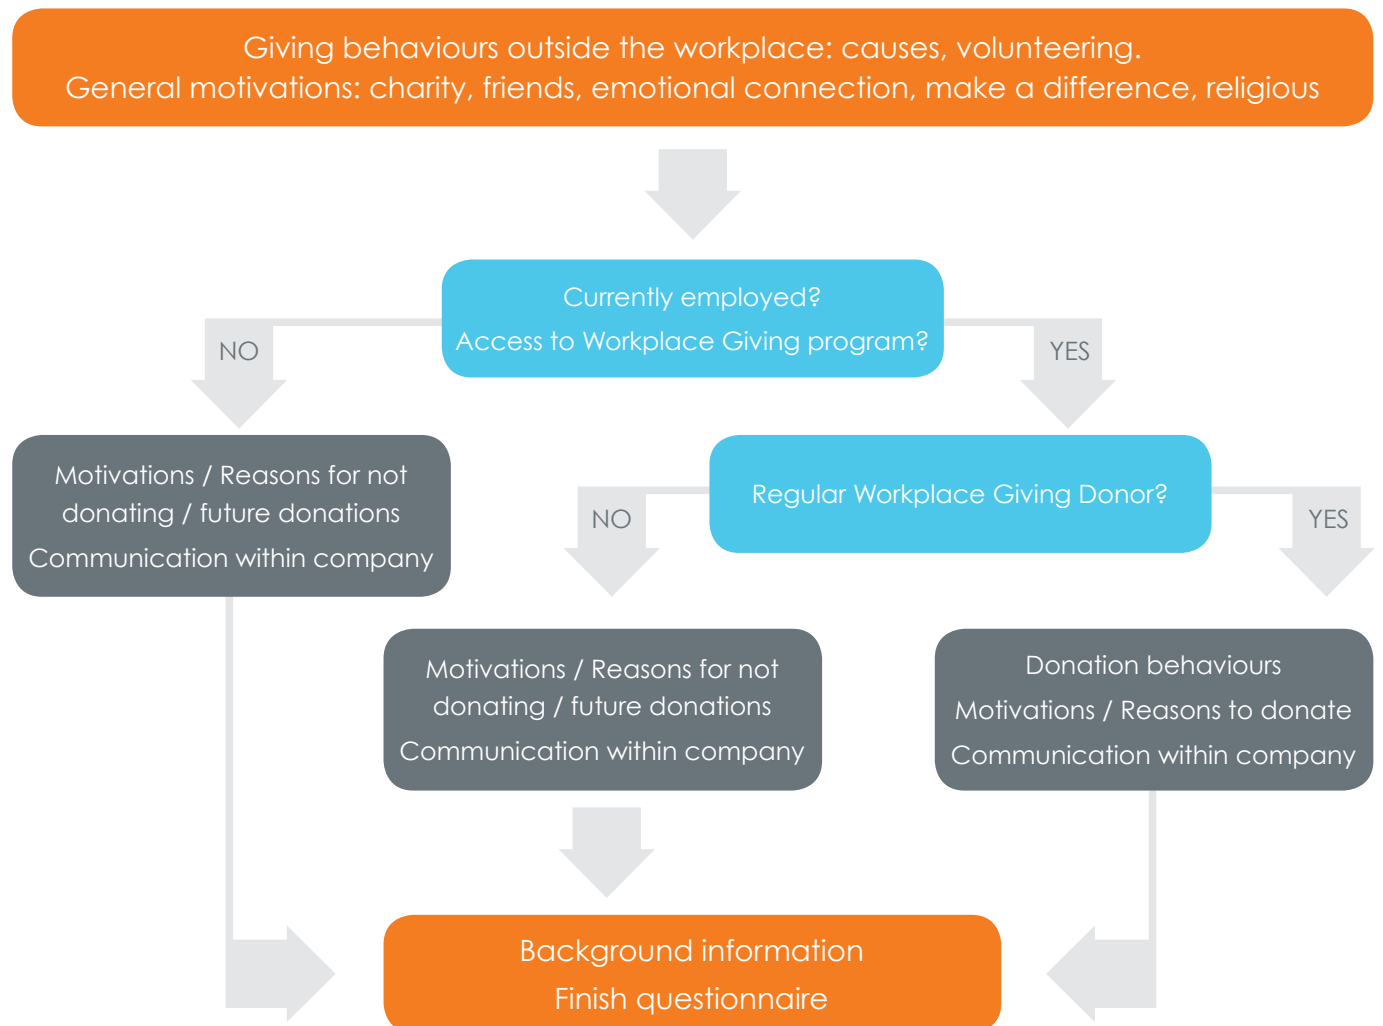 Giving behaviours outside the workplace: causes, volunteering.
General motivations: charity, friends, emotional connection, make a difference, religious
Currently employed?
Access to Workplace Giving program?
NO
YES
Motivations / Reasons for not
donating / future donations
Communication within company
Regular Workplace Giving Donor?
NO
YES
Motivations / Reasons for not
donating / future donations
Communication within company
Donation behaviours
Motivations / Reasons to donate
Communication within company
Background information
Finish questionnaire